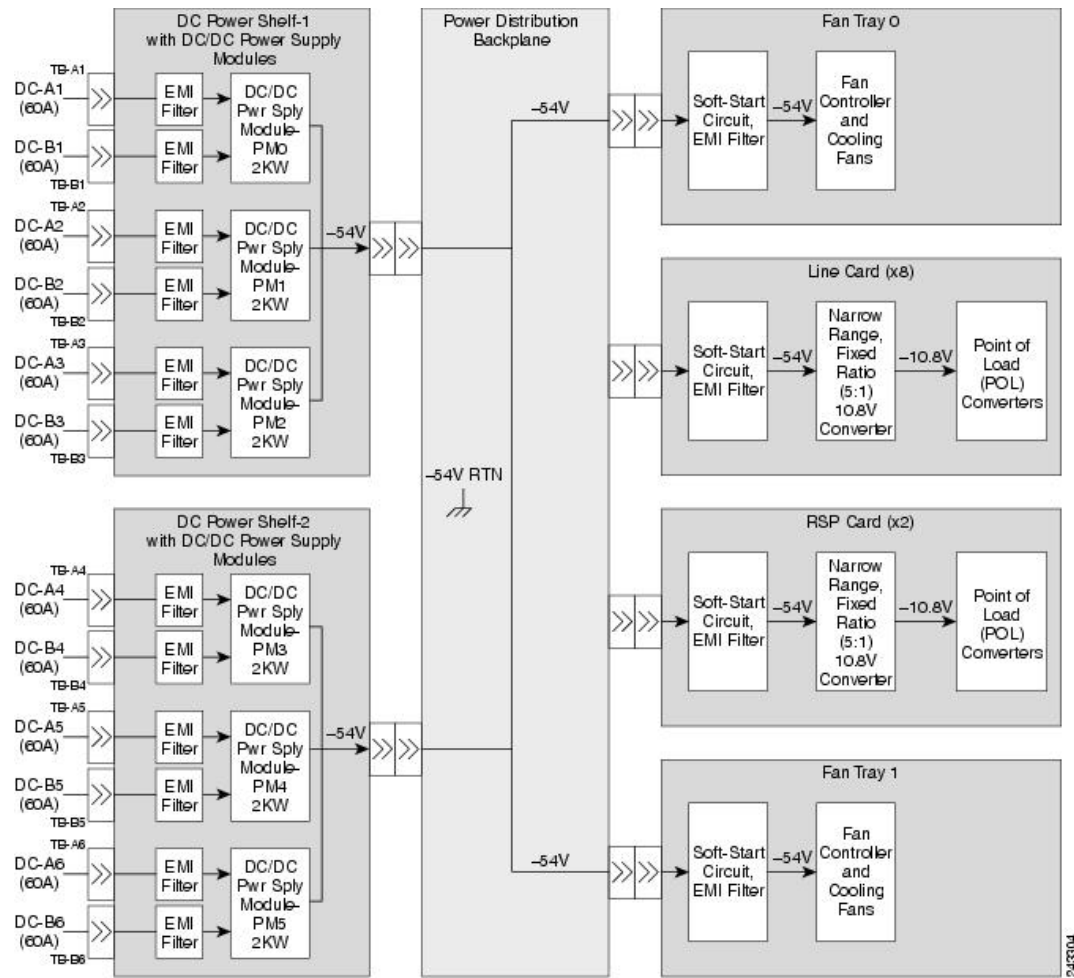 DC Power Shelf-1
with DC/DC Power Supply
Modules
TB-A1
DC-A1
(60A)
EMI
Filter
DC/DC
Pwr Sply
Module-
PM0
2KW
DC-B1
(60A)
TB-B1
EMI
Filter
TB-A2
DC-A2
(60A)
EMI
Filter
DC/DC
Pwr Sply
Module-
PM1
2KW
DC-B2
(60A)
TB-B2
EMI
Filter
TB-A3
DC-A3
(60A)
EMI
Filter
DC/DC
Pwr Sply
Module-
PM2
2KW
DC-B3
(60A)
TB-B3
EMI
Filter
–54V
DC Power Shelf-2
with DC/DC Power Supply
Modules
TB-A4
DC-A4
(60A)
EMI
Filter
DC/DC
Pwr Sply
Module-
PM3
2KW
DC-B4
(60A)
TB-B4
EMI
Filter
TB-A5
DC-A5
(60A)
EMI
Filter
DC/DC
Pwr Sply
Module-
PM4
2KW
DC-B5
(60A)
TB-B5
EMI
Filter
TB-A6
DC-A6
(60A)
EMI
Filter
DC/DC
Pwr Sply
Module-
PM5
2KW
DC-B6
(60A)
TB-B6
EMI
Filter
–54V
Power Distribution
Backplane
–54V
–54V RTN
–54V
Fan Tray 0
Soft-Start
Circuit,
EMI Filter
–54V
Fan
Controller
and
Cooling
Fans
Line Card (x8)
Soft-Start
Circuit,
EMI Filter
–54V
Narrow
Range,
Fixed
Ratio
(5:1)
10.8V
Converter
–10.8V
Point of
Load
(POL)
Converters
RSP Card (x2)
Soft-Start
Circuit,
EMI Filter
–54V
Narrow
Range,
Fixed
Ratio
(5:1)
10.8V
Converter
–10.8V
Point of
Load
(POL)
Converters
Fan Tray 1
Soft-Start
Circuit,
EMI Filter
–54V
Fan
Controller
and
Cooling
Fans